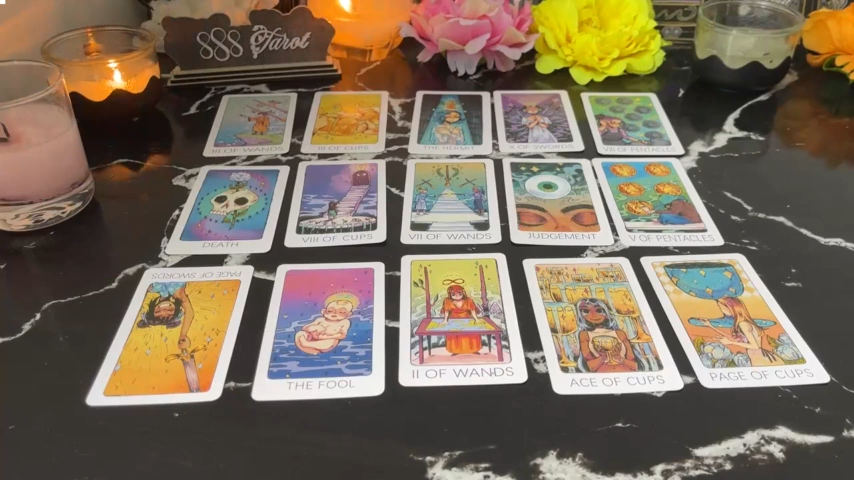 888 Tarot
III OF WANDS
III OF CUPS
THE HERMIT
X OF SWORDS
VII OF PENTACLES
DEATH
VIII OF CUPS
VII OF WANDS
JUDGEMENT
V OF PENTACLES
PAGE OF SWORDS
THE FOOL
II OF WANDS
ACE OF CUPS
PAGE OF CUPS